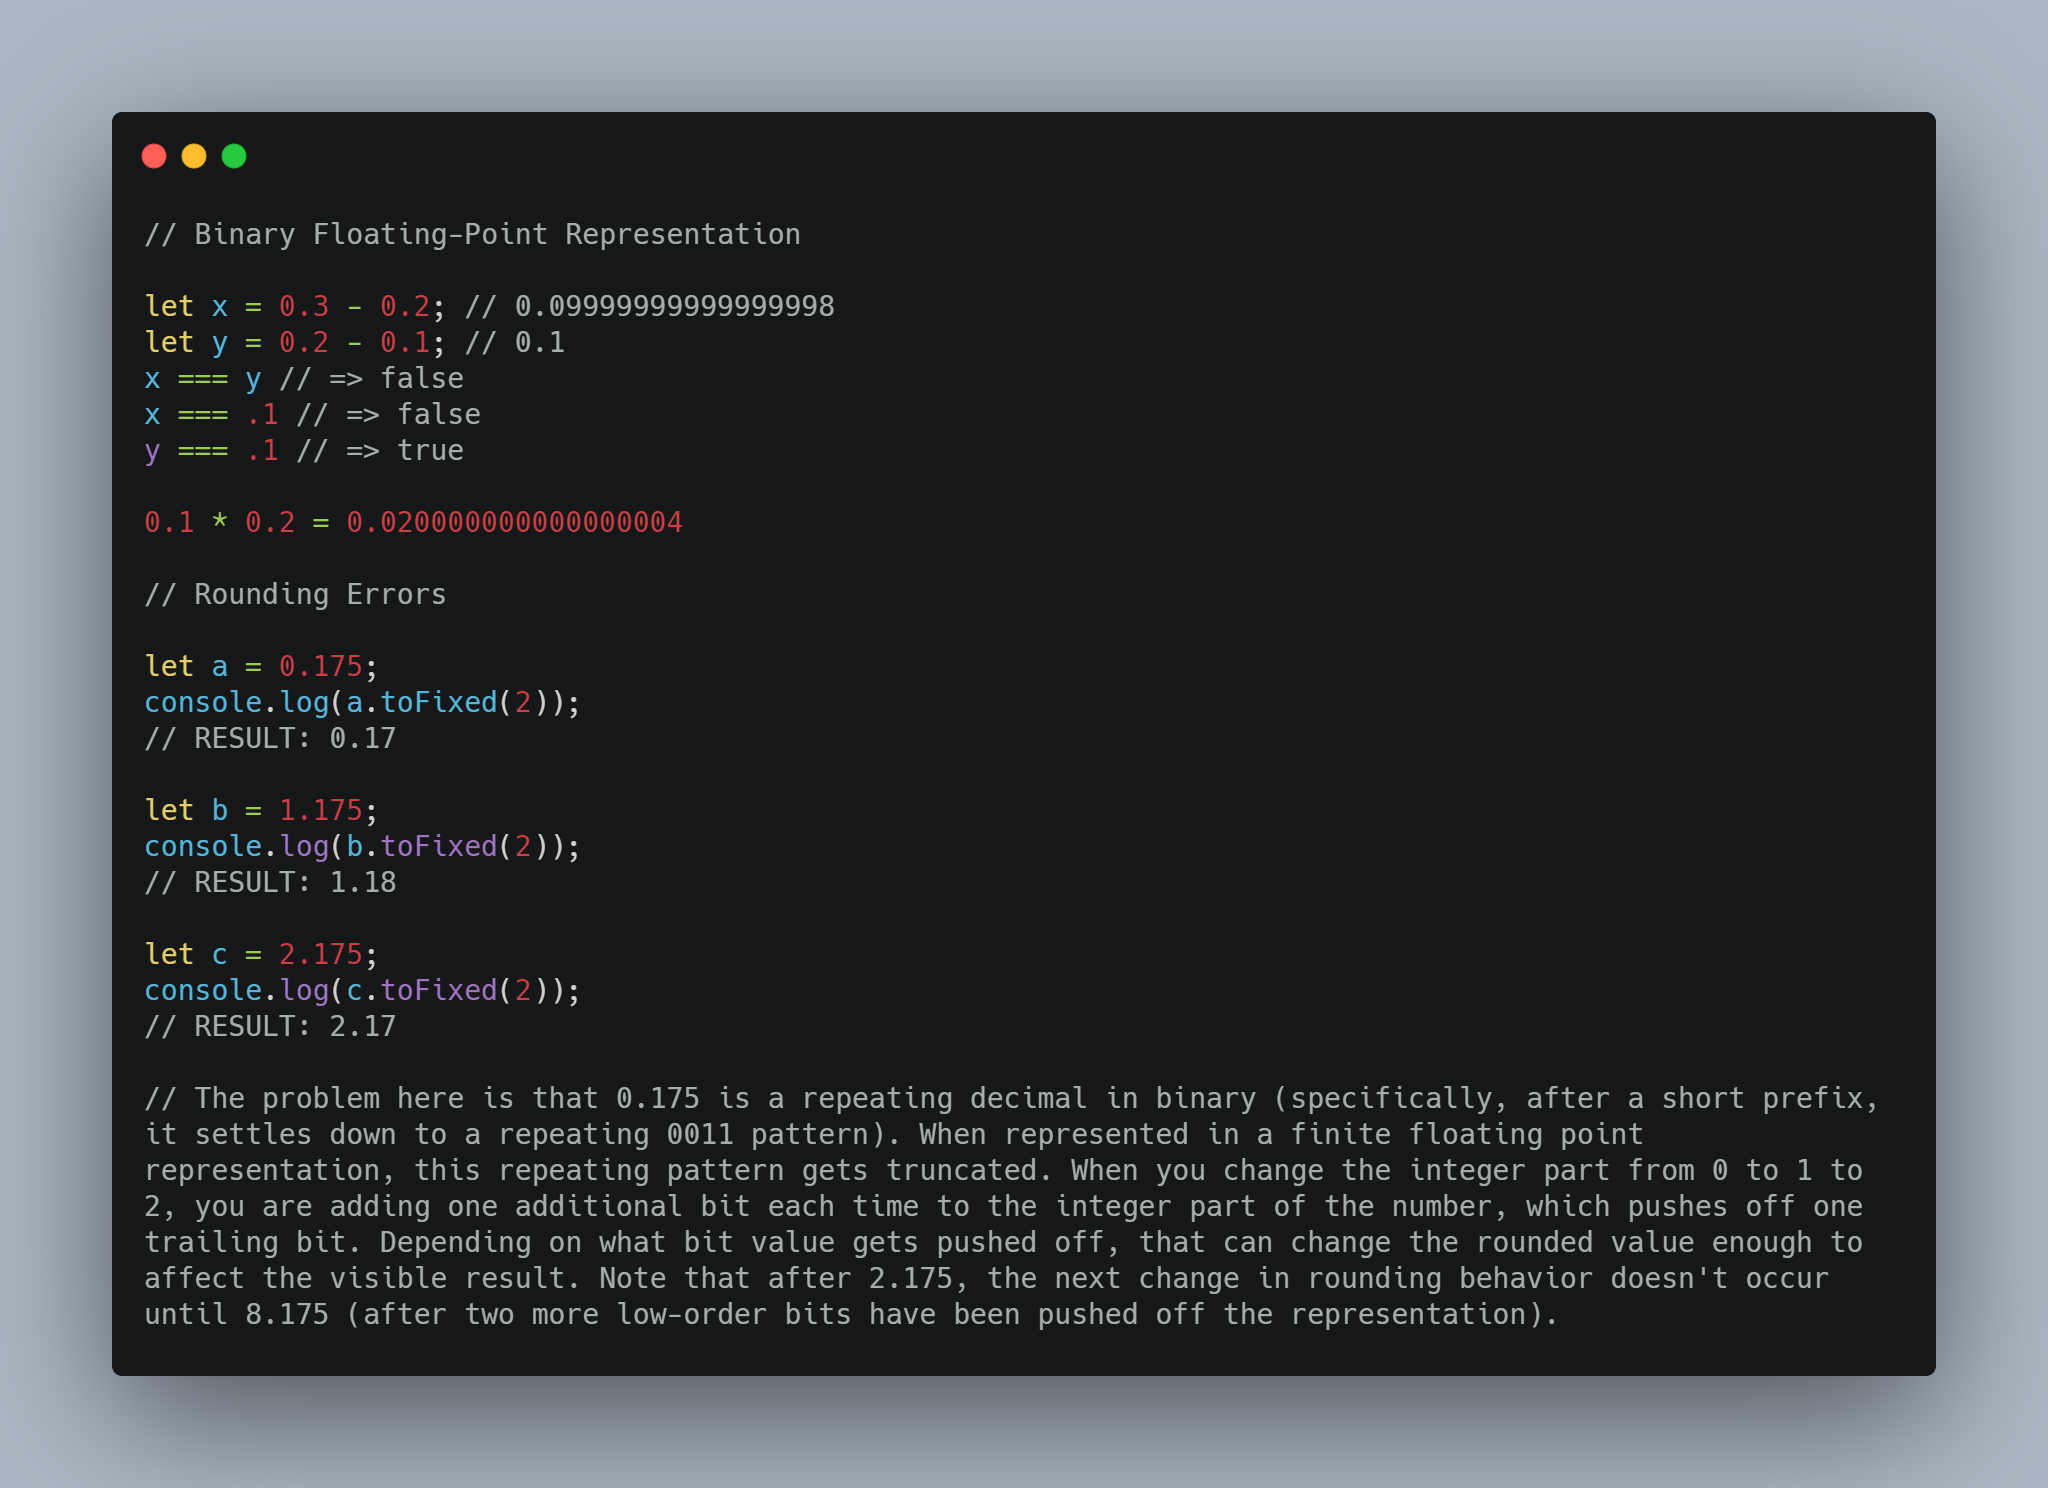 // Binary Floating-Point Representation
let x = 0.3 - 0.2; // 0.09999999999999998
let y = 0.2 - 0.1; // 0.1
x === y // => false
x === .1 // => false
y === .1 // => true
0.1 * 0.2 = 0.020000000000000004
// Rounding Errors
let a = 0.175;
console.log(a.toFixed(2));
// RESULT: 0.17
let b = 1.175;
console.log(b.toFixed(2));
// RESULT: 1.18
let c = 2.175;
console.log(c.toFixed(2));
// RESULT: 2.17
// The problem here is that 0.175 is a repeating decimal in binary (specifically, after a short prefix,
it settles down to a repeating 0011 pattern). When represented in a finite floating point
representation, this repeating pattern gets truncated. When you change the integer part from 0 to 1 to
2, you are adding one additional bit each time to the integer part of the number, which pushes off one
trailing bit. Depending on what bit value gets pushed off, that can change the rounded value enough to
affect the visible result. Note that after 2.175, the next change in rounding behavior doesn't occur
until 8.175 (after two more low-order bits have been pushed off the representation).